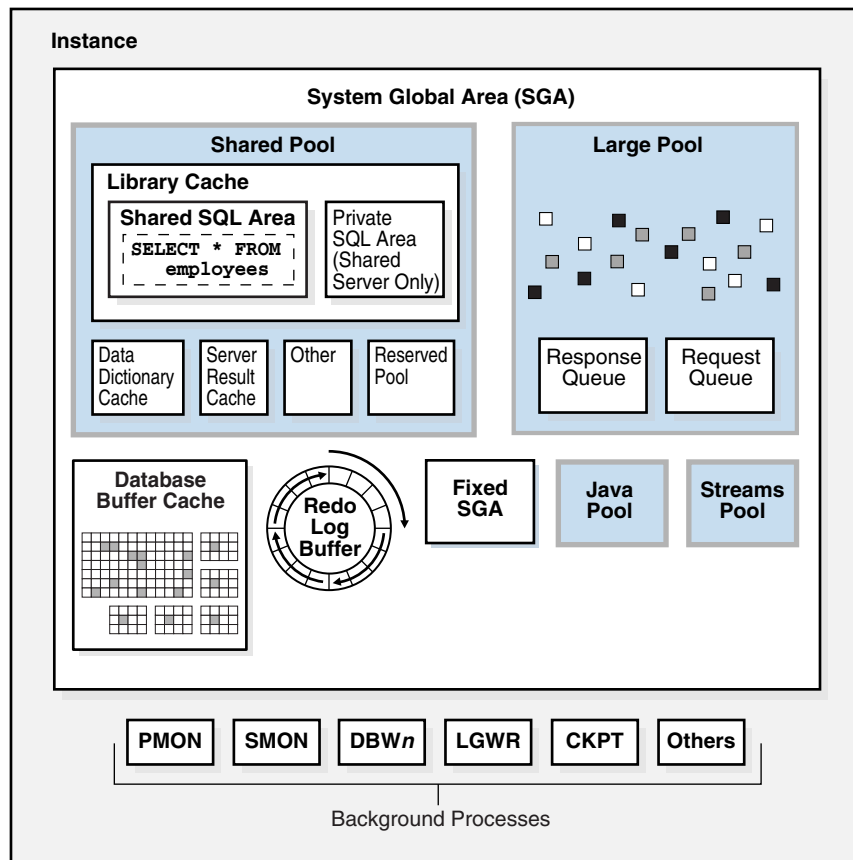 Instance
System Global Area (SGA)
Shared Pool
Library Cache
Shared SQL Area
SELECT * FROM
employees
Private
SQL Area
(Shared
Server Only)
Data
Dictionary
Cache
Server
Result
Cache
Other
Reserved
Pool
Large Pool
Response
Queue
Request
Queue
Database
Buffer Cache
Redo
Log
Buffer
Fixed
SGA
Java
Pool
Streams
Pool
PMON
SMON
DBWn
LGWR
CKPT
Others
Background Processes